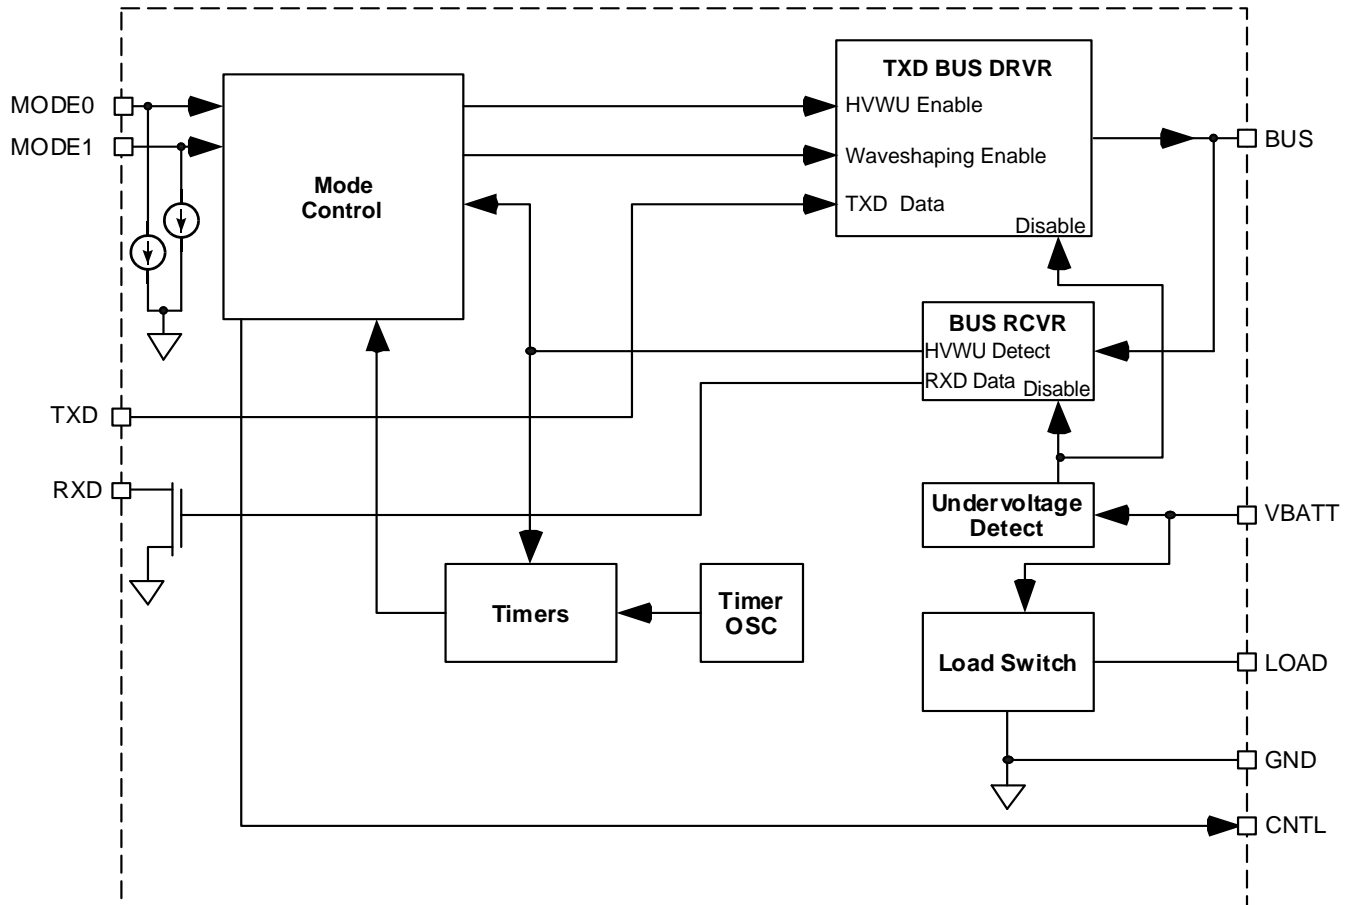 TXD BUS DRVR
MODE0
HVWU Enable
MODE1
BUS
Waveshaping Enable
Mode
Control
TXD Data
Disable
BUS RCVR
HVWU Detect
RXD Data
Disable
TXD
RXD
Undervoltage
Detect
VBATT
Timers
Timer
OSC
Load Switch
LOAD
GND
CNTL